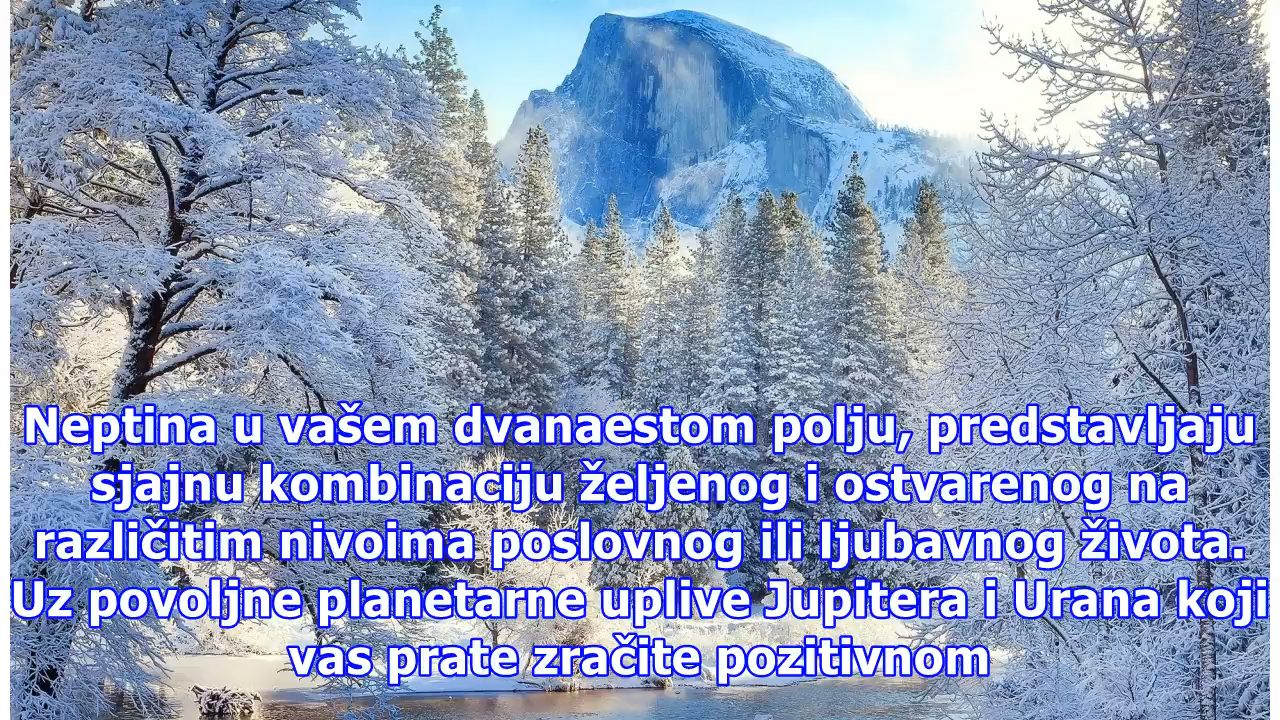 Neptina u vašem dvanaestom polju, predstavljaju
sjajnu kombinaciju željenog i ostvarenog na
različitim nivoima poslovnog ili ljubavnog života.
Uz povoljne planetarne uplive Jupitera i Urana koji
vas prate zračite pozitivnom